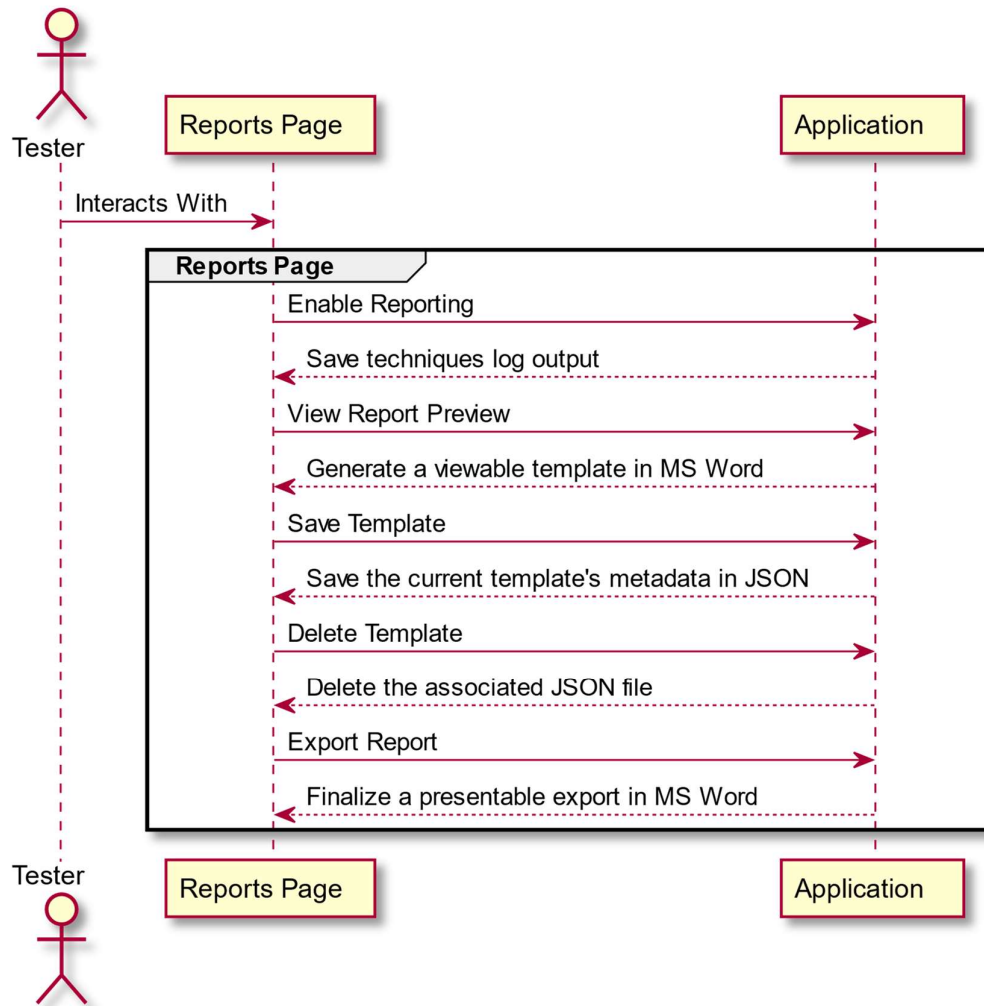 Tester
Reports Page
Application
Interacts With
Reports Page
Enable Reporting
Save techniques log output
View Report Preview
Generate a viewable template in MS Word
Save Template
Save the current template's metadata in JSON
Delete Template
Delete the associated JSON file
Export Report
Finalize a presentable export in MS Word
Tester
Reports Page
Application